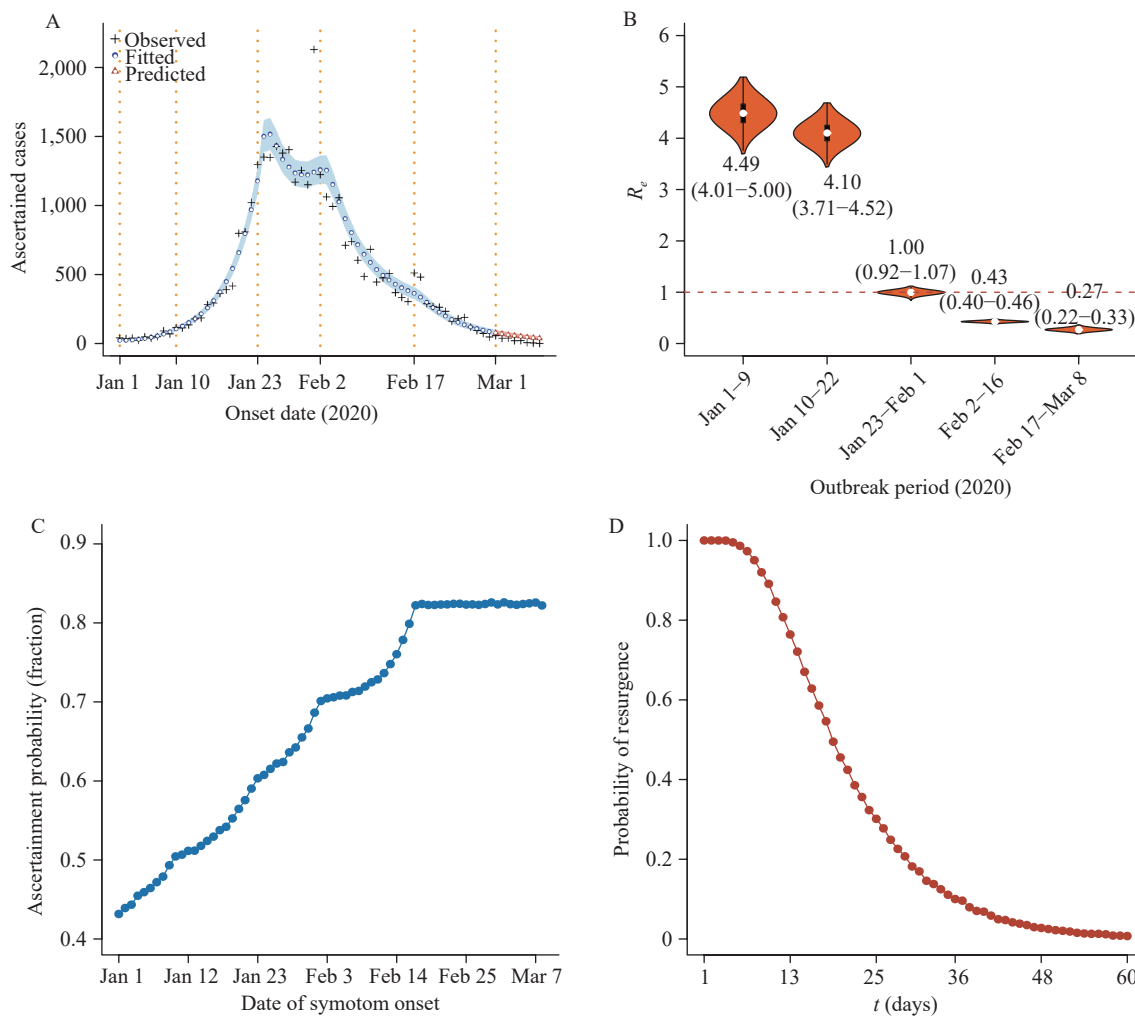 A
Observed
Fitted
Predicted
2,000
1,500
1,000
500
0
Ascertained cases
Jan 1
Jan 10
Jan 23
Feb 2
Feb 17
Mar 1
Onset date (2020)
B
6
5
4
3
2
1
0
Re
4.49
(4.01−5.00)
4.10
(3.71−4.52)
1.00
(0.92−1.07)
0.43
(0.40−0.46)
0.27
(0.22−0.33)
Jan 1−9
Jan 10−22
Jan 23−Feb 1
Feb 2−16
Feb 17−Mar 8
Outbreak period (2020)
C
0.9
0.8
0.7
0.6
0.5
0.4
Ascertainment probability (fraction)
Jan 1
Jan 12
Jan 23
Feb 3
Feb 14
Feb 25
Mar 7
Date of symotom onset
D
1.0
0.8
0.6
0.4
0.2
0
Probability of resurgence
1
13
25
36
48
60
t (days)